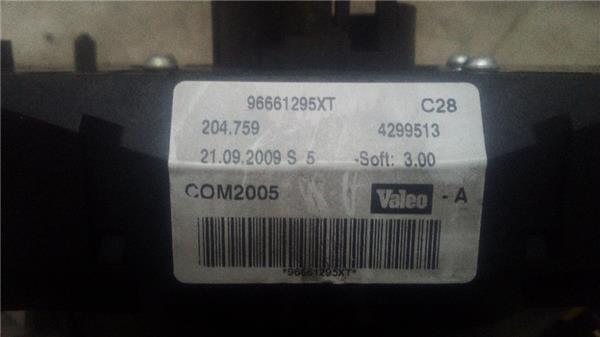 96661295XT C28
204.759 4299513
21.09.2009 S 5 -Soft: 3.00
COM2005 Valeo - A
*96661295XT*